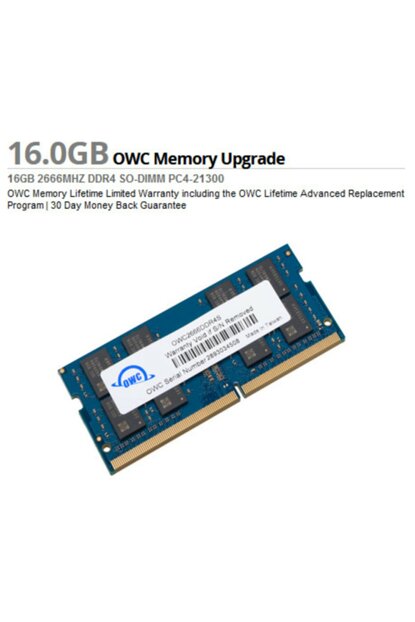 16.0GB OWC Memory Upgrade
16GB 2666MHZ DDR4 SO-DIMM PC4-21300
OWC Memory Lifetime Limited Warranty including the OWC Lifetime Advanced Replacement
Program | 30 Day Money Back Guarantee
OWC2666DDR4S
Warranty Void if S/N Removed
Made in Taiwan
OWC Serial Number
OWC